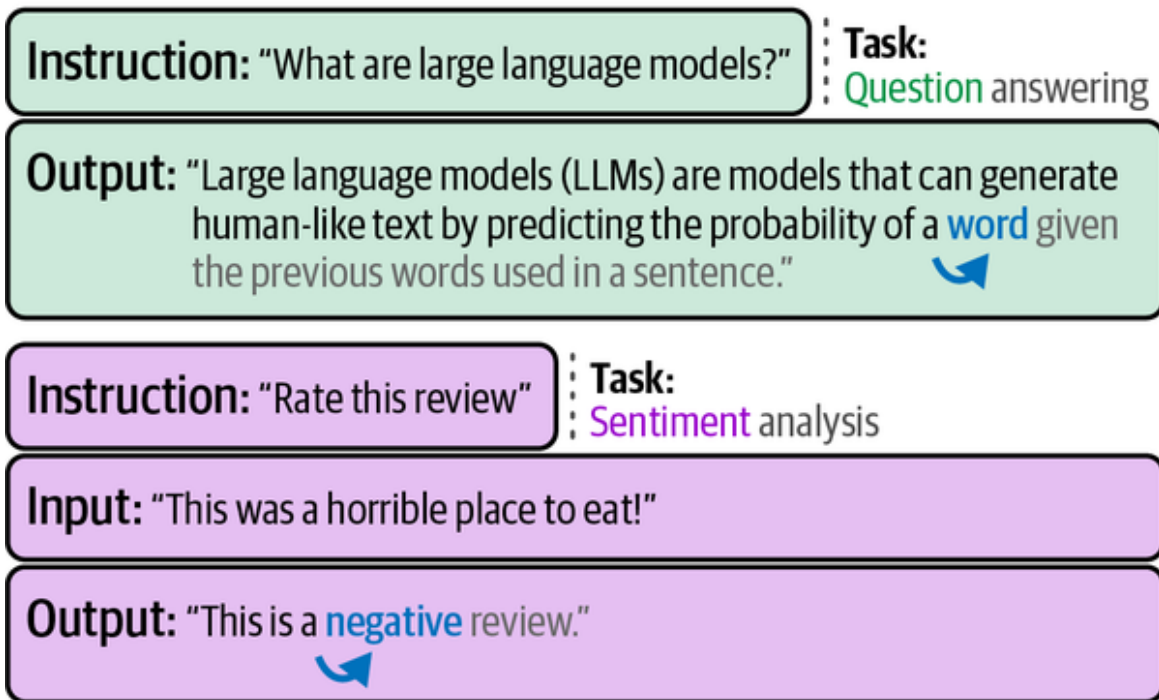 Instruction: “What are large language models?”
Task:
Question answering
Output: “Large language models (LLMs) are models that can generate
human-like text by predicting the probability of a word given
the previous words used in a sentence.”
Instruction: “Rate this review”
Task:
Sentiment analysis
Input: “This was a horrible place to eat!”
Output: “This is a negative review.”